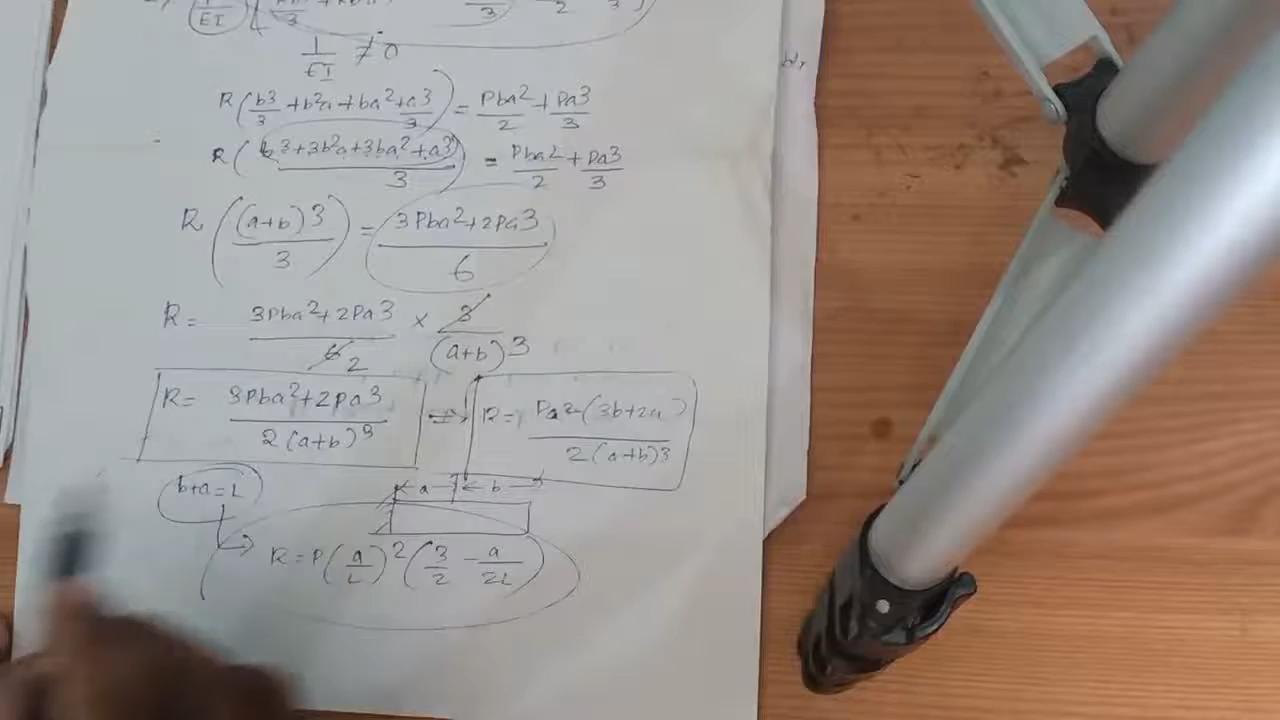 1/EI ≠ 0
R(b3/3 + b2a + ba2 + a3/3) = Pba2/2 + Pa3/3
R(b3+3b2a+3ba2+a3/3) = Pba2/2 + Pa3/3
R((a+b)3/3) = 3Pba2+2Pa3/6
R= 3Pba2+2Pa3/6 2 × 3/(a+b)3
R= 3Pba2+2Pa3/2(a+b)3 ⇒ R= Pa2(3b+2a)/2(a+b)3
b+a=L a b
R=P(a/L)2(3/2 - a/2L)